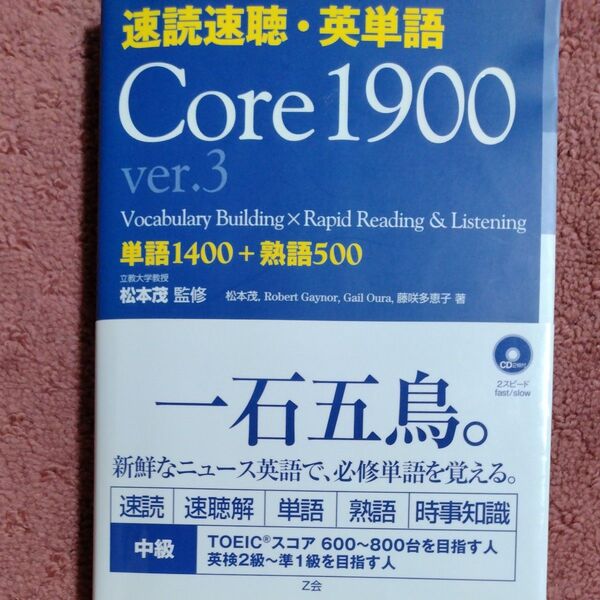 速読速聴・英単語
Core 1900
ver.3
Vocabulary Building×Rapid Reading & Listening
単語1400+熟語500
立教大学教授
松本茂 監修 松本茂, Robert Gaynor, Gail Oura, 藤咲多恵子 著
CD2枚付
2スピード
fast/slow
一石五鳥。
新鮮なニュース英語で、必修単語を覚える。
速読 速聴解 単語 熟語 時事知識
中級
TOEIC®スコア 600〜800台を目指す人
英検2級〜準1級を目指す人
Z会